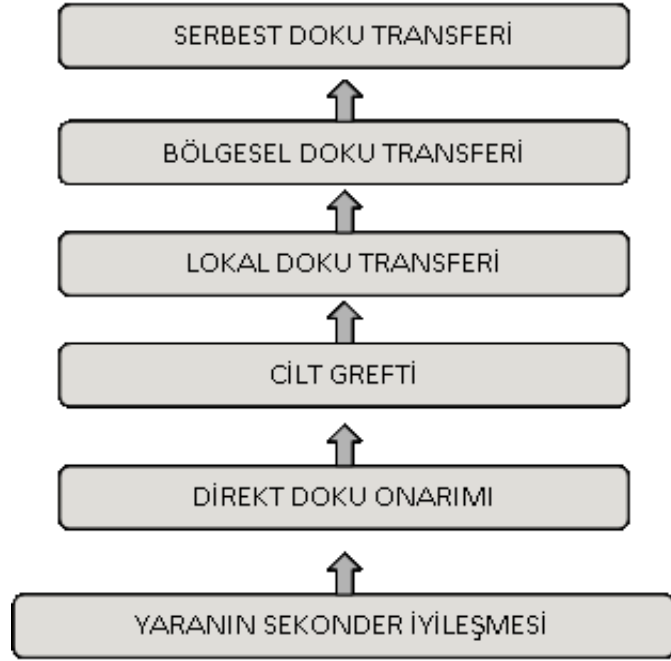 SERBEST DOKU TRANSFERİ
BÖLGESEL DOKU TRANSFERİ
LOKAL DOKU TRANSFERİ
CİLT GREFTİ
DİREKT DOKU ONARIMI
YARANIN SEKONDER İYİLEŞMESİ